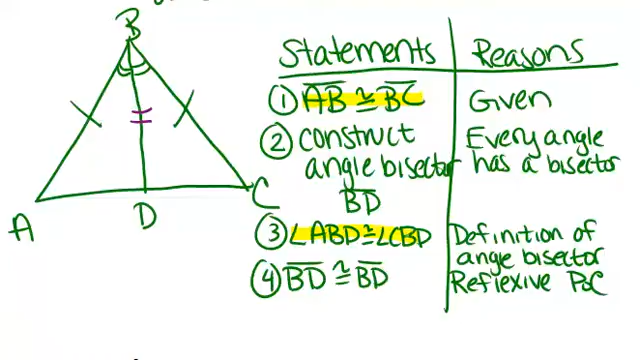 B
A
D
C
Statements
Reasons
① AB ≅ BC
Given
② construct
angle bisector
BD
Every angle
has a bisector
③ ∠ABD ≅ ∠CBD
Definition of
angle bisector
④ BD ≅ BD
Reflexive PoC